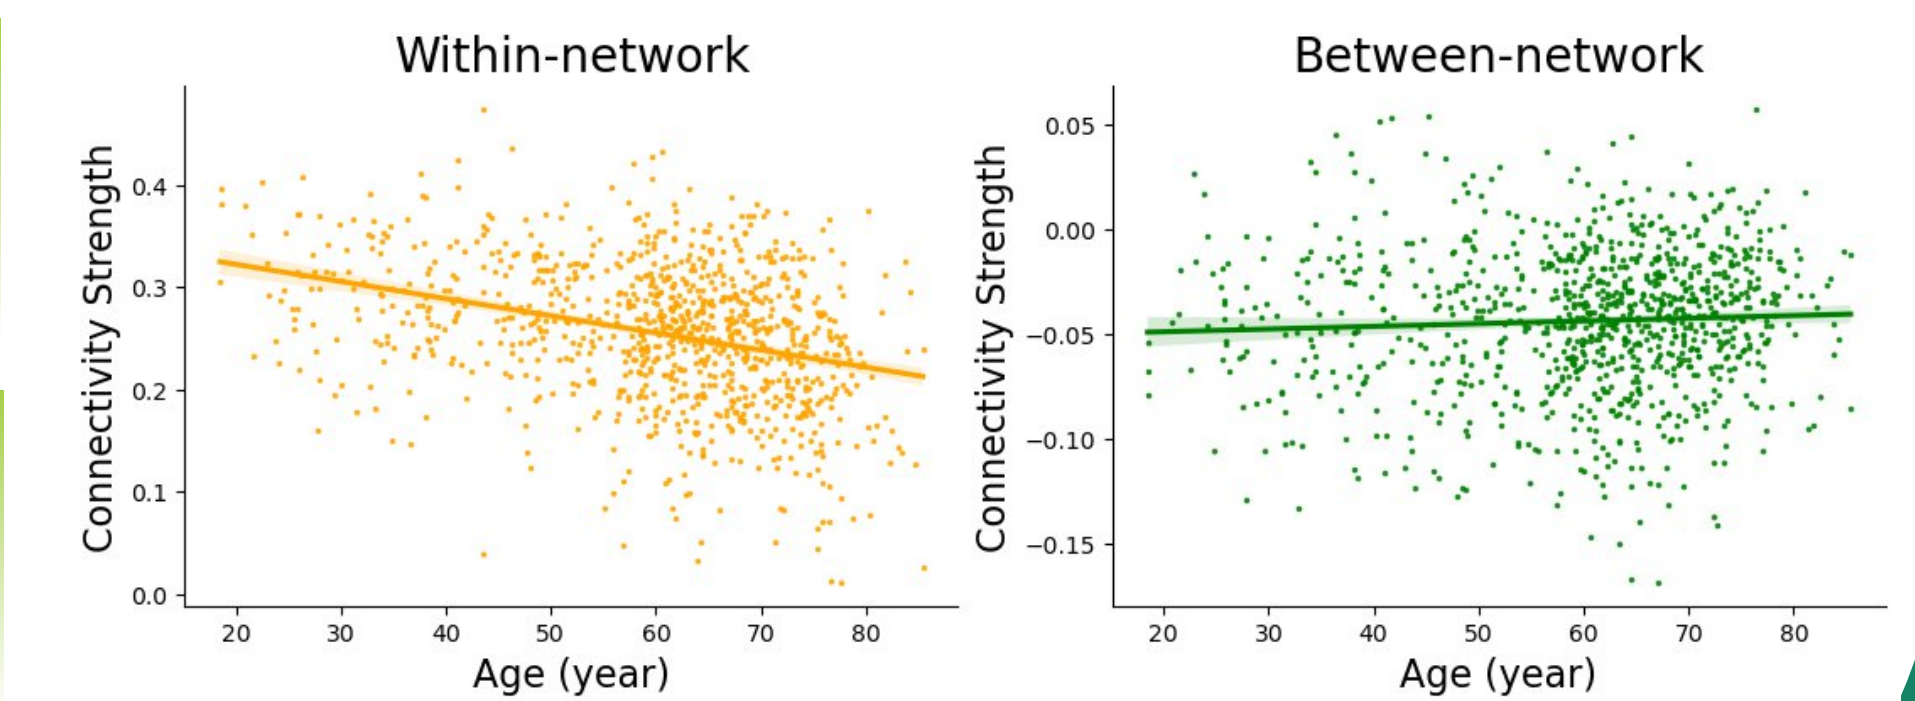 Within-network
Connectivity Strength
0.4
0.3
0.2
0.1
0.0
20 30 40 50 60 70 80
Age (year)
Between-network
Connectivity Strength
0.05
0.00
−0.05
−0.10
−0.15
20 30 40 50 60 70 80
Age (year)